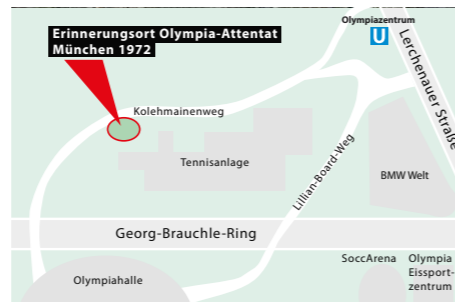 Olympiazentrum
U
Erinnerungsort Olympia-Attentat
München 1972
Lerchenauer Straße
Kolehmainenweg
Tennisanlage
Lillian-Board-Weg
BMW Welt
Georg-Brauchle-Ring
SoccArena
Olympia
Eissport-
zentrum
Olympiahalle